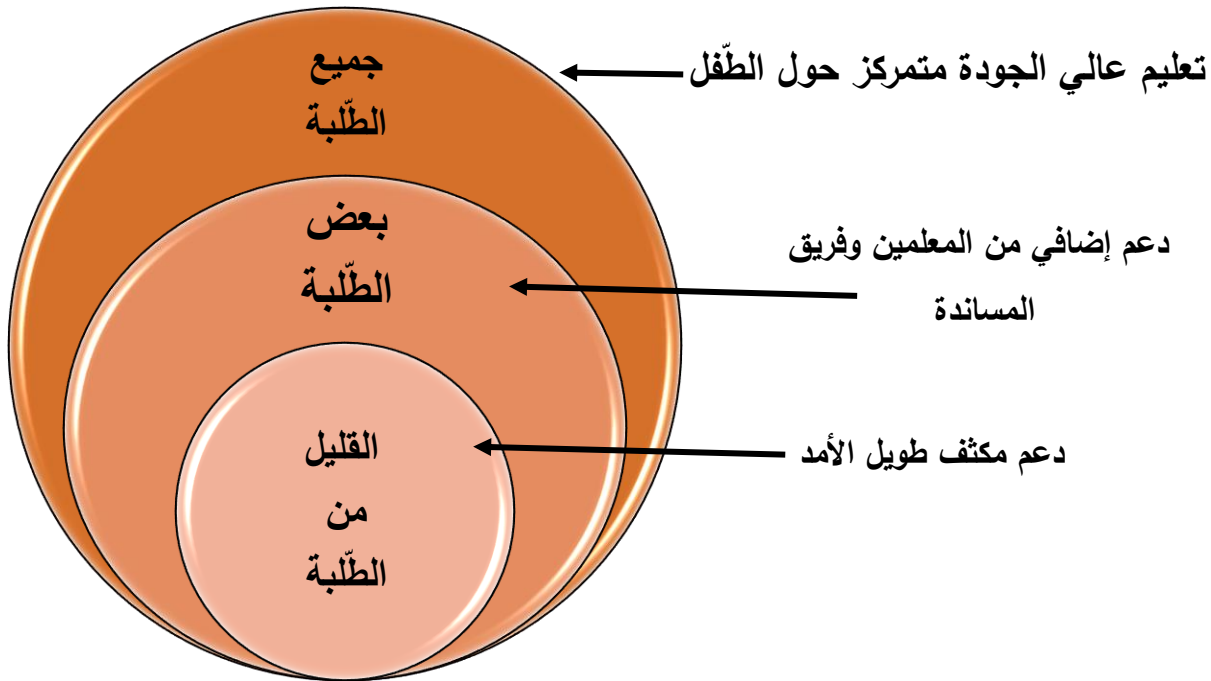 جميع
الطّلبة
تعليم عالي الجودة متمركز حول الطّفل
بعض
الطّلبة
دعم إضافي من المعلمين وفريق
المساندة
القليل
من
الطّلبة
دعم مكثف طويل الأمد